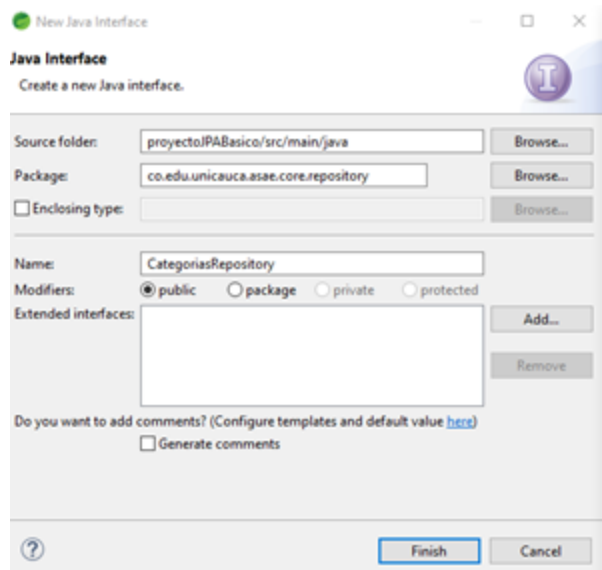 New Java Interface
Java Interface
Create a new Java interface.
Source folder: proyectoJPABasico/src/main/java Browse...
Package: co.edu.unicauca.asae.core.repository Browse...
Enclosing type: Browse...
Name: CategoriasRepository
Modifiers: public package private protected
Extended interfaces: Add...
Remove
Do you want to add comments? (Configure templates and default value here)
Generate comments
Finish Cancel